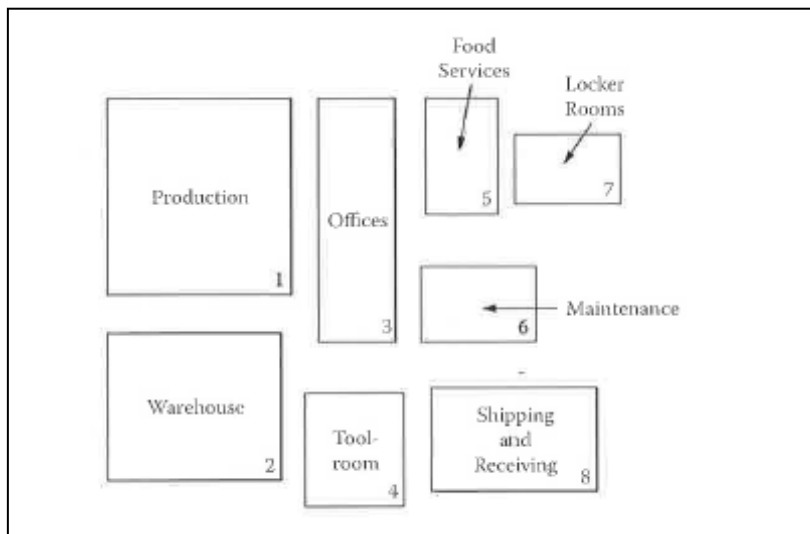 Food
Services
Locker
Rooms
Production
1
Offices
3
5
7
Maintenance
6
Warehouse
2
Tool-
room
4
Shipping
and
Receiving
8